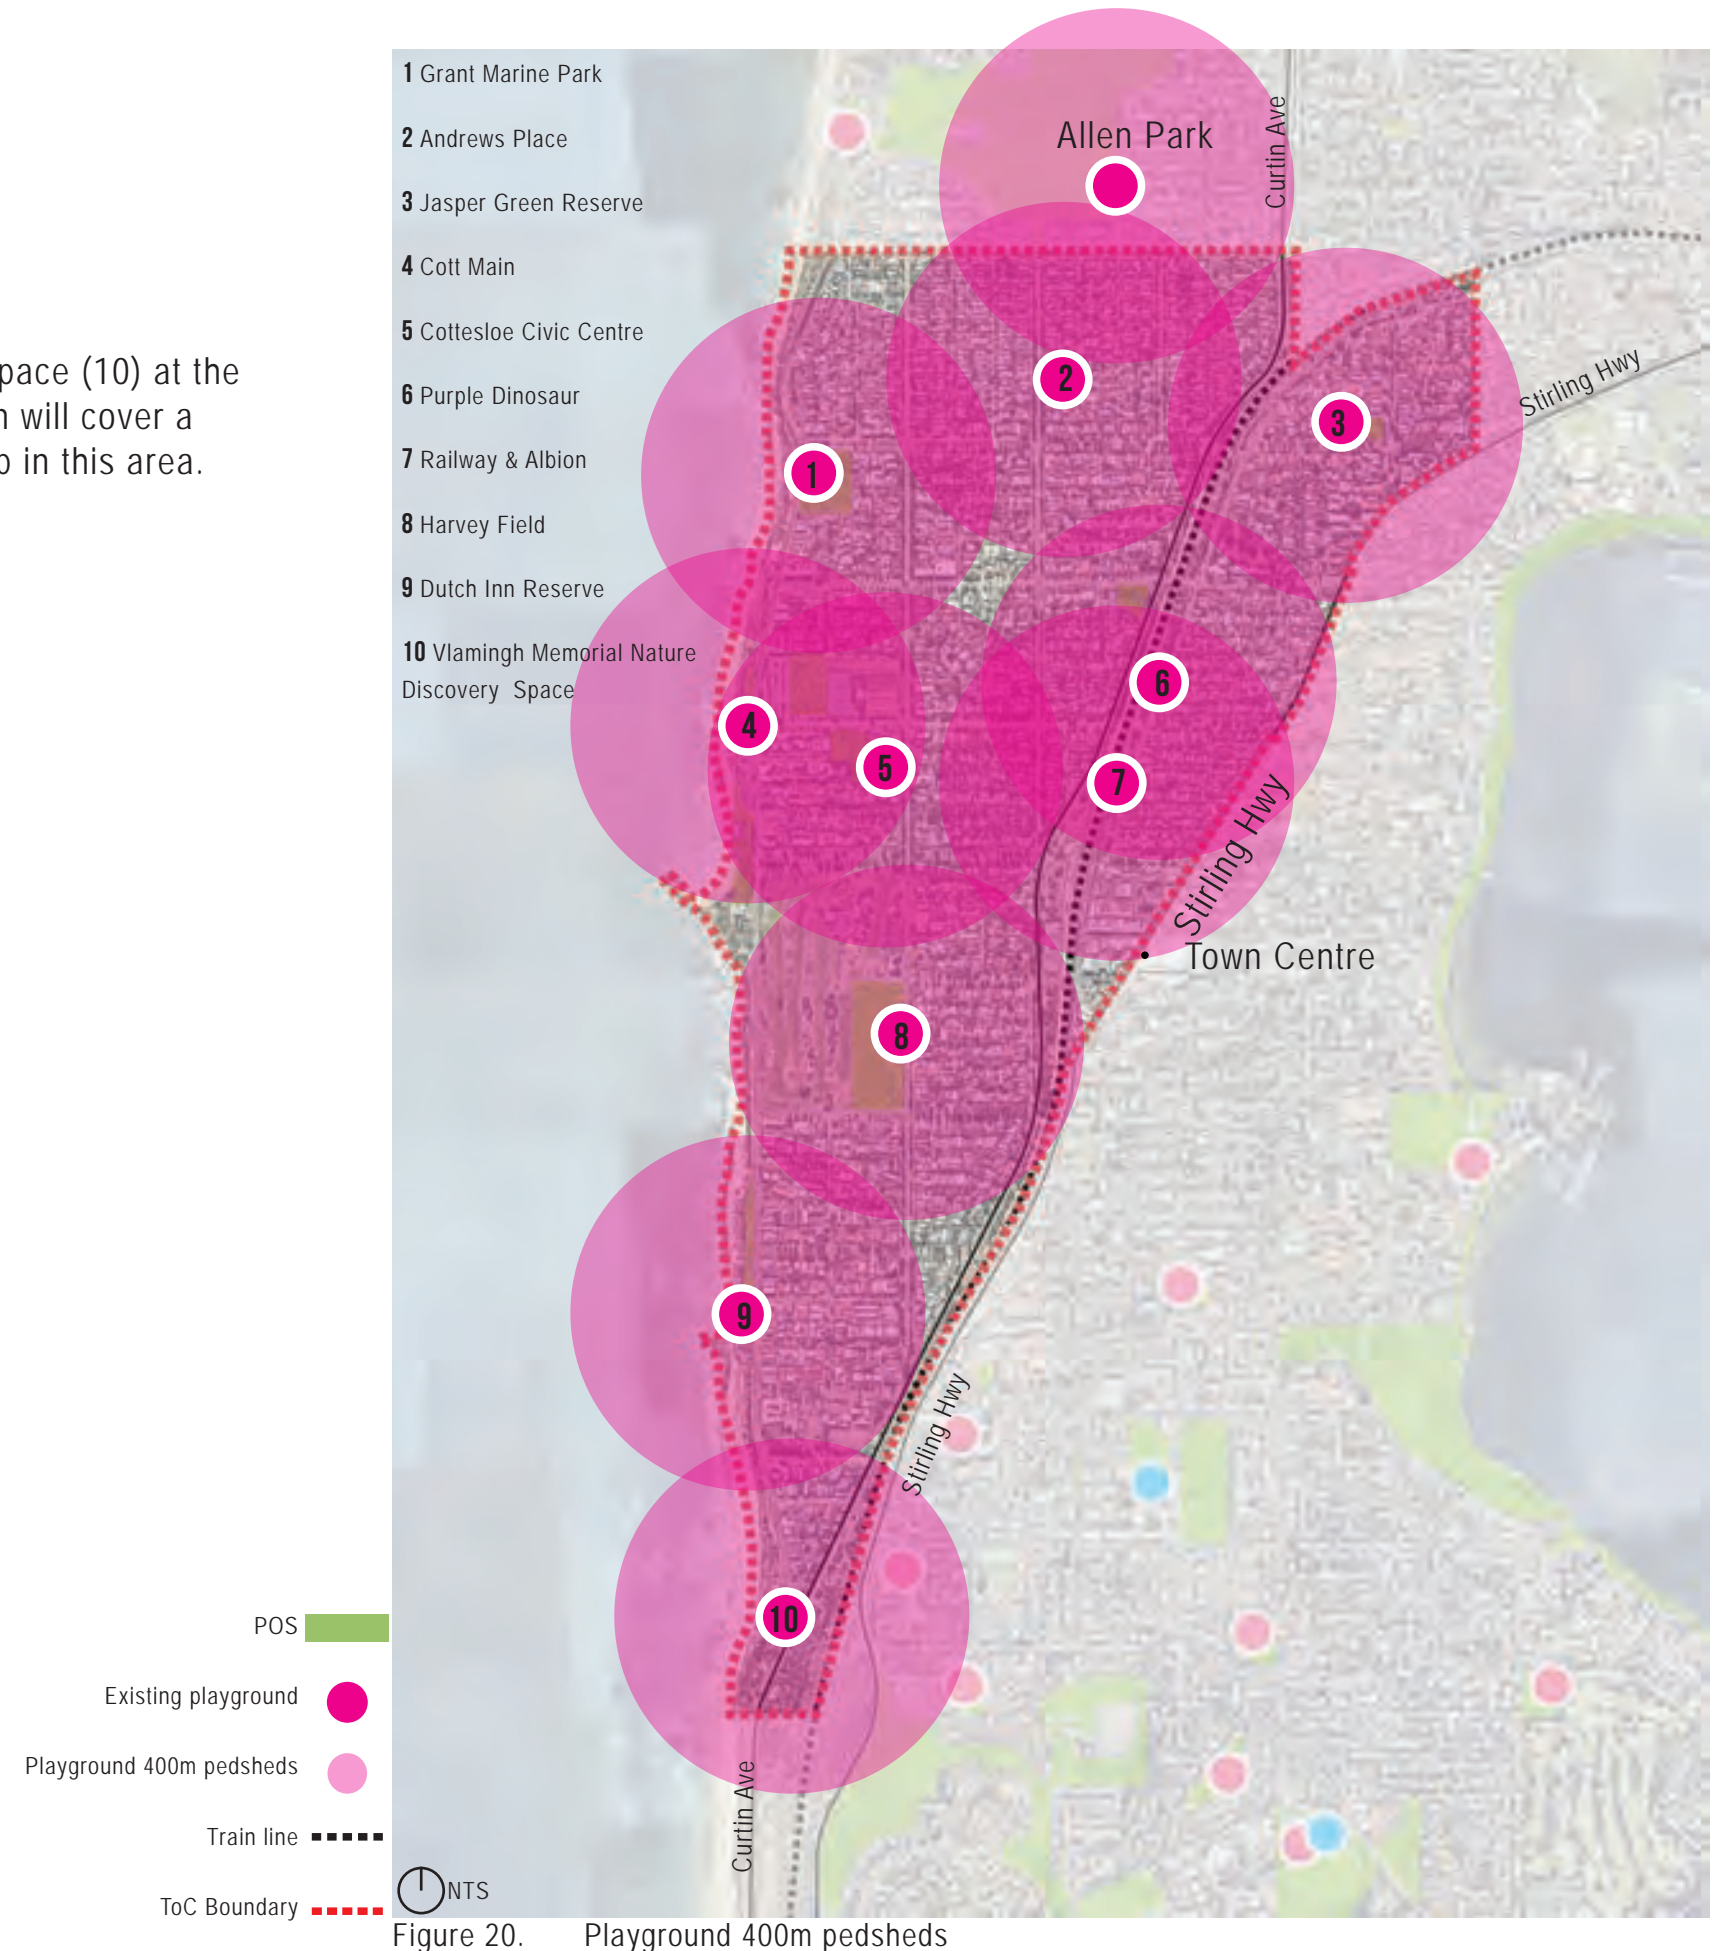 1 Grant Marine Park
2 Andrews Place
3 Jasper Green Reserve
4 Cott Main
5 Cottesloe Civic Centre
6 Purple Dinosaur
7 Railway & Albion
8 Harvey Field
9 Dutch Inn Reserve
10 Vlamingh Memorial Nature
Discovery Space
pace (10) at the
will cover a
in this area.
Allen Park
Curtin Ave
Stirling Hwy
2
3
1
6
4
5
7
Stirling Hwy
Town Centre
8
9
Stirling Hwy
10
Curtin Ave
POS
Existing playground
Playground 400m pedsheds
Train line
ToC Boundary
NTS
Figure 20. Playground 400m pedsheds